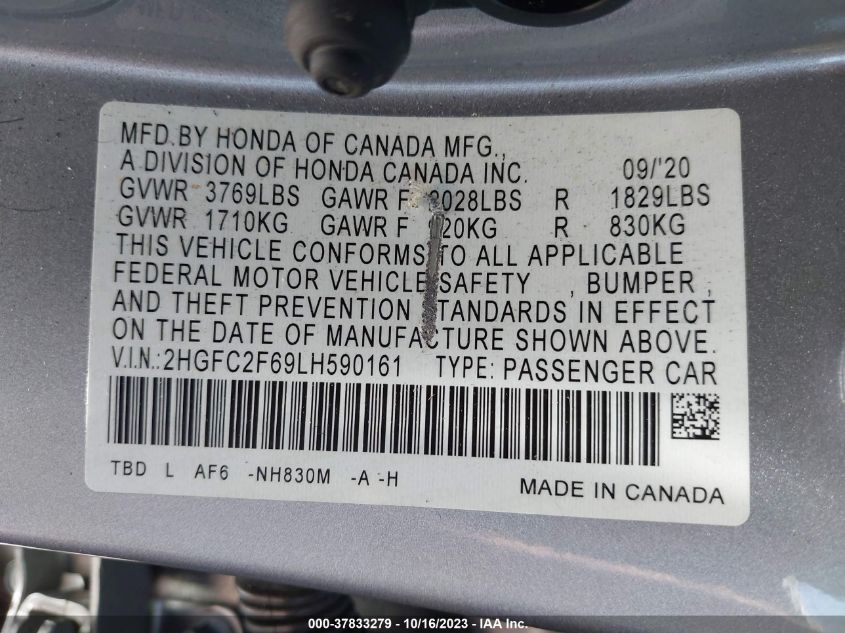 MFD.BY HONDA OF CANADA MFG.,
A DIVISION OF HONDA CANADA INC. 09/'20
GVWR 3769LBS GAWR F 2028LBS R 1829LBS
GVWR 1710KG GAWR F 20KG R 830KG
THIS VEHICLE CONFORMS TO ALL APPLICABLE
FEDERAL MOTOR VEHICLE SAFETY , BUMPER ,
AND THEFT PREVENTION STANDARDS IN EFFECT
ON THE DATE OF MANUFACTURE SHOWN ABOVE.
V.I.N.: 2HGFC2F69LH590161 TYPE: PASSENGER CAR
TBD L AF6 -NH830M -A -H MADE IN CANADA
000-37833279 - 10/16/2023 - IAA Inc.